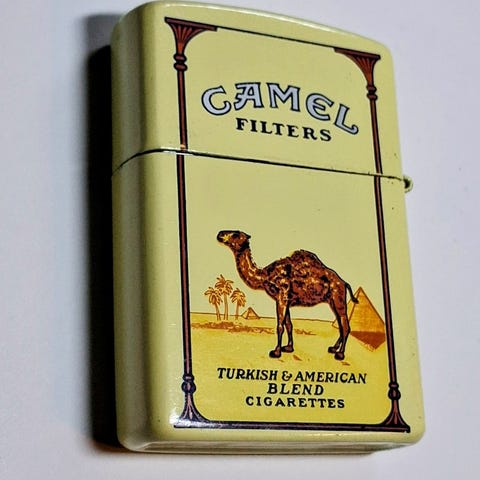 CAMEL
FILTERS
TURKISH & AMERICAN
BLEND
CIGARETTES